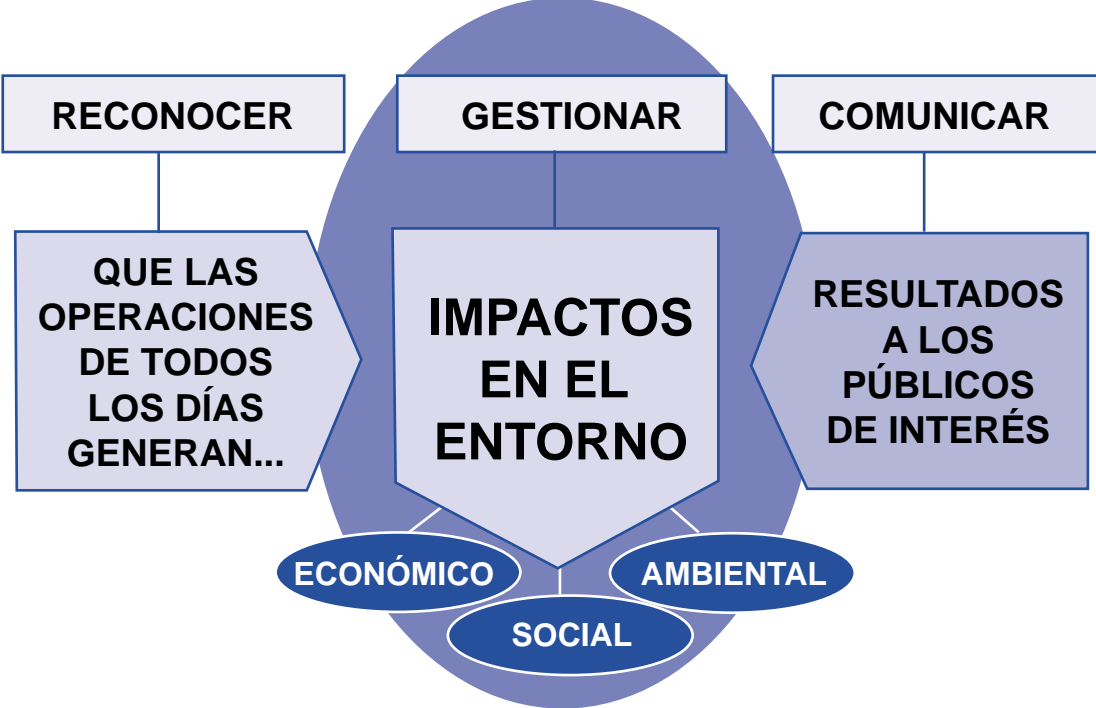 RECONOCER
GESTIONAR
COMUNICAR
QUE LAS
OPERACIONES
DE TODOS
LOS DÍAS
GENERAN...
IMPACTOS
EN EL
ENTORNO
RESULTADOS
A LOS
PÚBLICOS
DE INTERÉS
ECONÓMICO
SOCIAL
AMBIENTAL